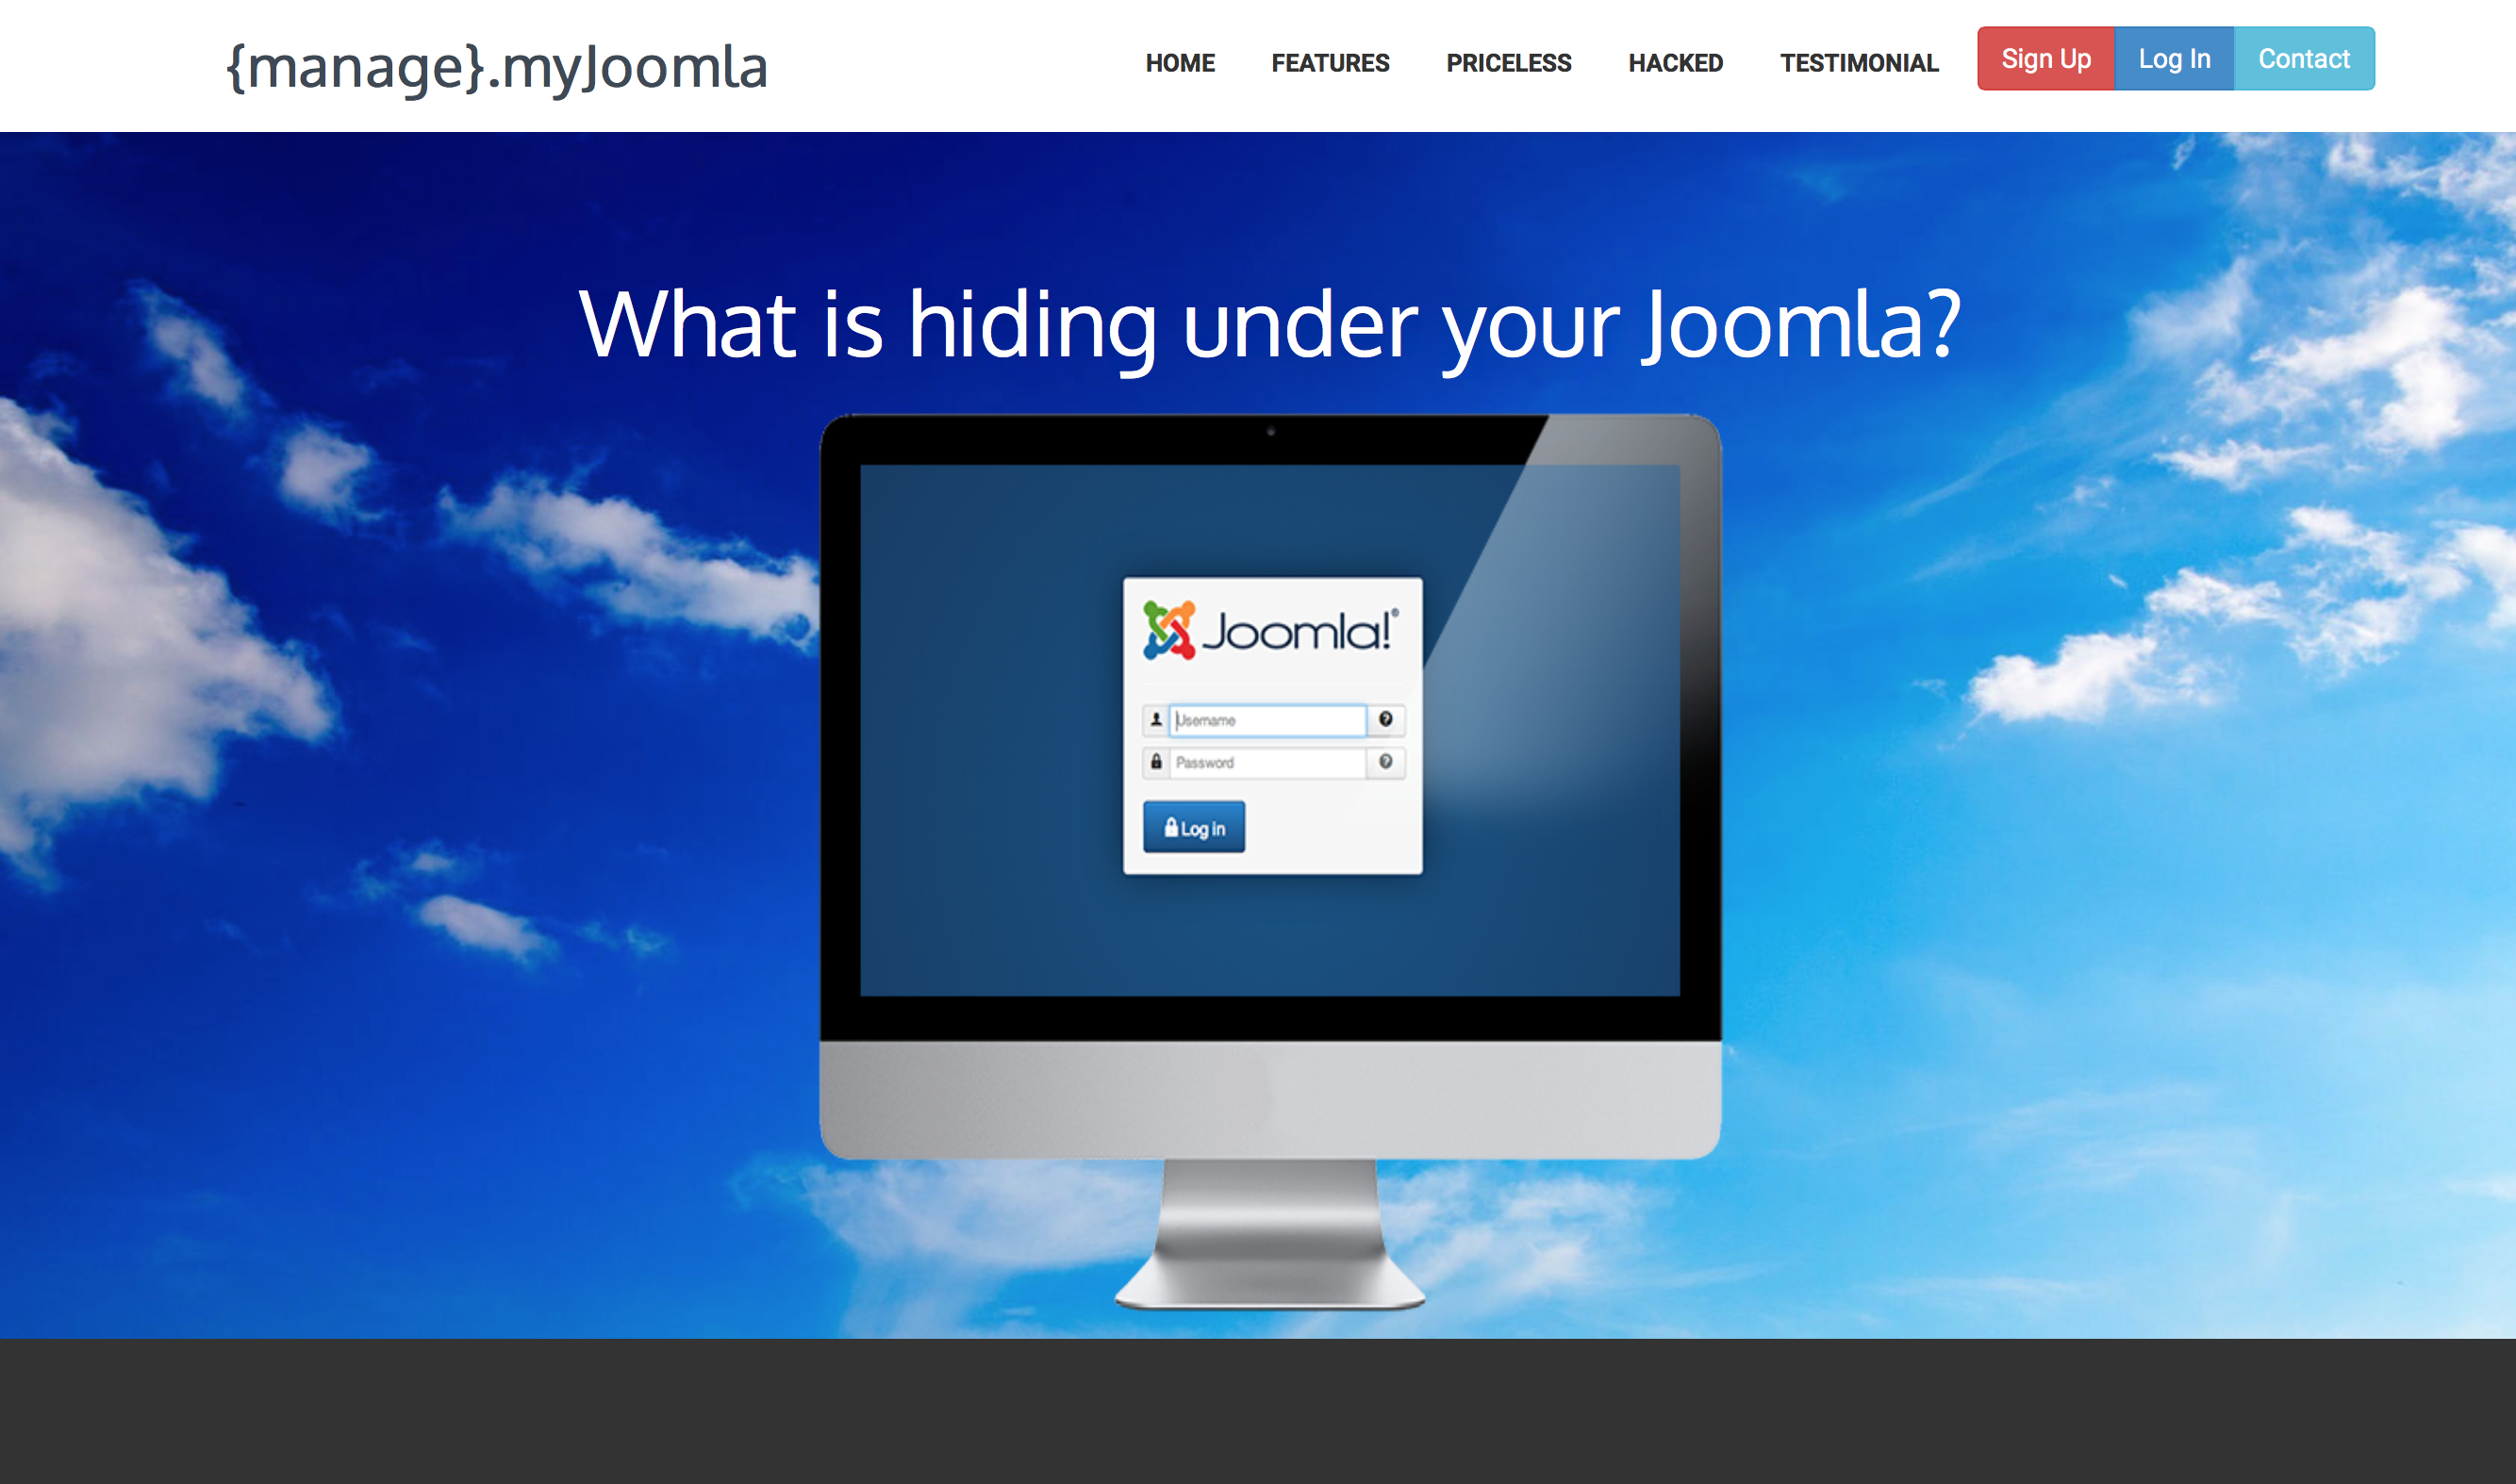 {manage}.myJoomla
HOME FEATURES PRICELESS HACKED TESTIMONIAL Sign Up Log In Contact
What is hiding under your Joomla?
Joomla!®
Username
Password
Log in